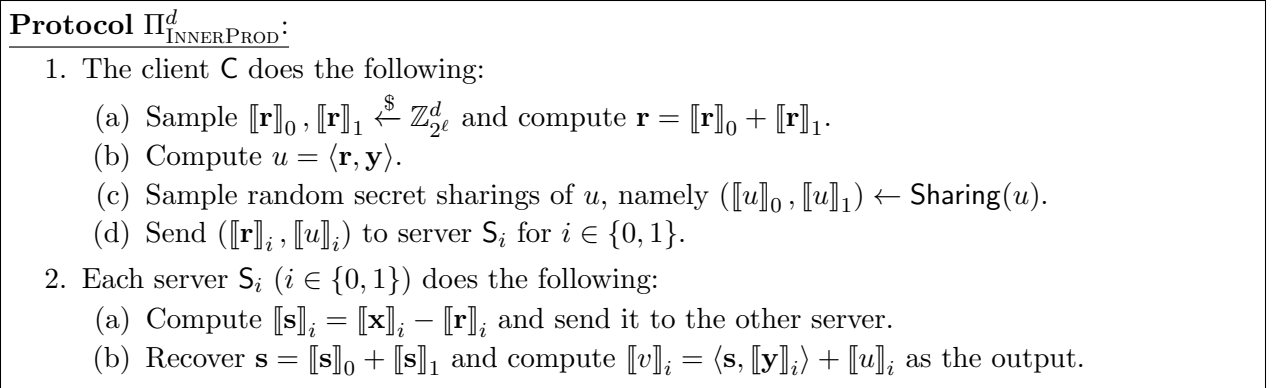 Protocol Π^d_INNERPROD:
1. The client C does the following:
(a) Sample ⟦r⟧_0, ⟦r⟧_1 ←^$ ℤ^d_{2^ℓ} and compute r = ⟦r⟧_0 + ⟦r⟧_1.
(b) Compute u = ⟨r, y⟩.
(c) Sample random secret sharings of u, namely (⟦u⟧_0, ⟦u⟧_1) ← Sharing(u).
(d) Send (⟦r⟧_i, ⟦u⟧_i) to server S_i for i ∈ {0, 1}.
2. Each server S_i (i ∈ {0, 1}) does the following:
(a) Compute ⟦s⟧_i = ⟦x⟧_i − ⟦r⟧_i and send it to the other server.
(b) Recover s = ⟦s⟧_0 + ⟦s⟧_1 and compute ⟦v⟧_i = ⟨s, ⟦y⟧_i⟩ + ⟦u⟧_i as the output.